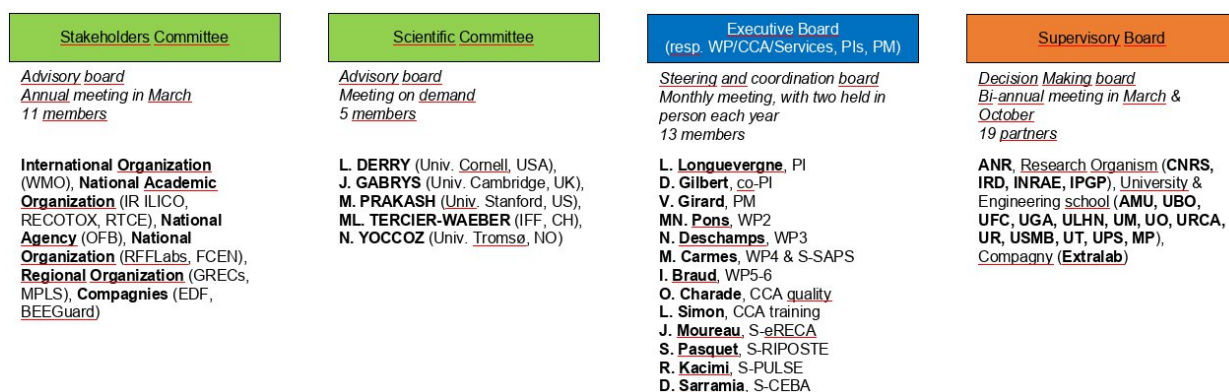 Stakeholders Committee
Advisory board
Annual meeting in March
11 members
International Organization
(WMO), National Academic
Organization (IR ILICO,
RECOTOX, RTCE), National
Agency (OFB), National
Organization (RFFLabs, FCEN),
Regional Organization (GRECs,
MPLS), Compagnies (EDF,
BEEGuard)
Scientific Committee
Advisory board
Meeting on demand
5 members
L. DERRY (Univ. Cornell, USA),
J. GABRYS (Univ. Cambridge, UK),
M. PRAKASH (Univ. Stanford, US),
ML. TERCIER-WAEBER (IFF, CH),
N. YOCCOZ (Univ. Tromsø, NO)
Executive Board
(resp. WP/CCA/Services, PIs, PM)
Steering and coordination board
Monthly meeting, with two held in
person each year
13 members
L. Longuevergne, PI
D. Gilbert, co-PI
V. Girard, PM
MN. Pons, WP2
N. Deschamps, WP3
M. Carmes, WP4 & S-SAPS
I. Braud, WP5-6
O. Charade, CCA quality
L. Simon, CCA training
J. Moureau, S-eRECA
S. Pasquet, S-RIPOSTE
R. Kacimi, S-PULSE
D. Sarramia, S-CEBA
Supervisory Board
Decision Making board
Bi-annual meeting in March &
October
19 partners
ANR, Research Organism (CNRS,
IRD, INRAE, IPGP), University &
Engineering school (AMU, UBO,
UFC, UGA, ULHN, UM, UO, URCA,
UR, USMB, UT, UPS, MP),
Compagny (Extralab)